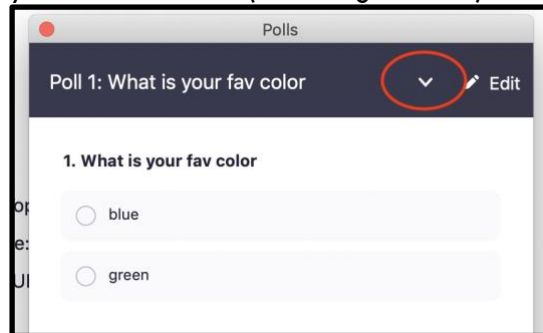 Polls
Poll 1: What is your fav color Edit
1. What is your fav color
blue
green